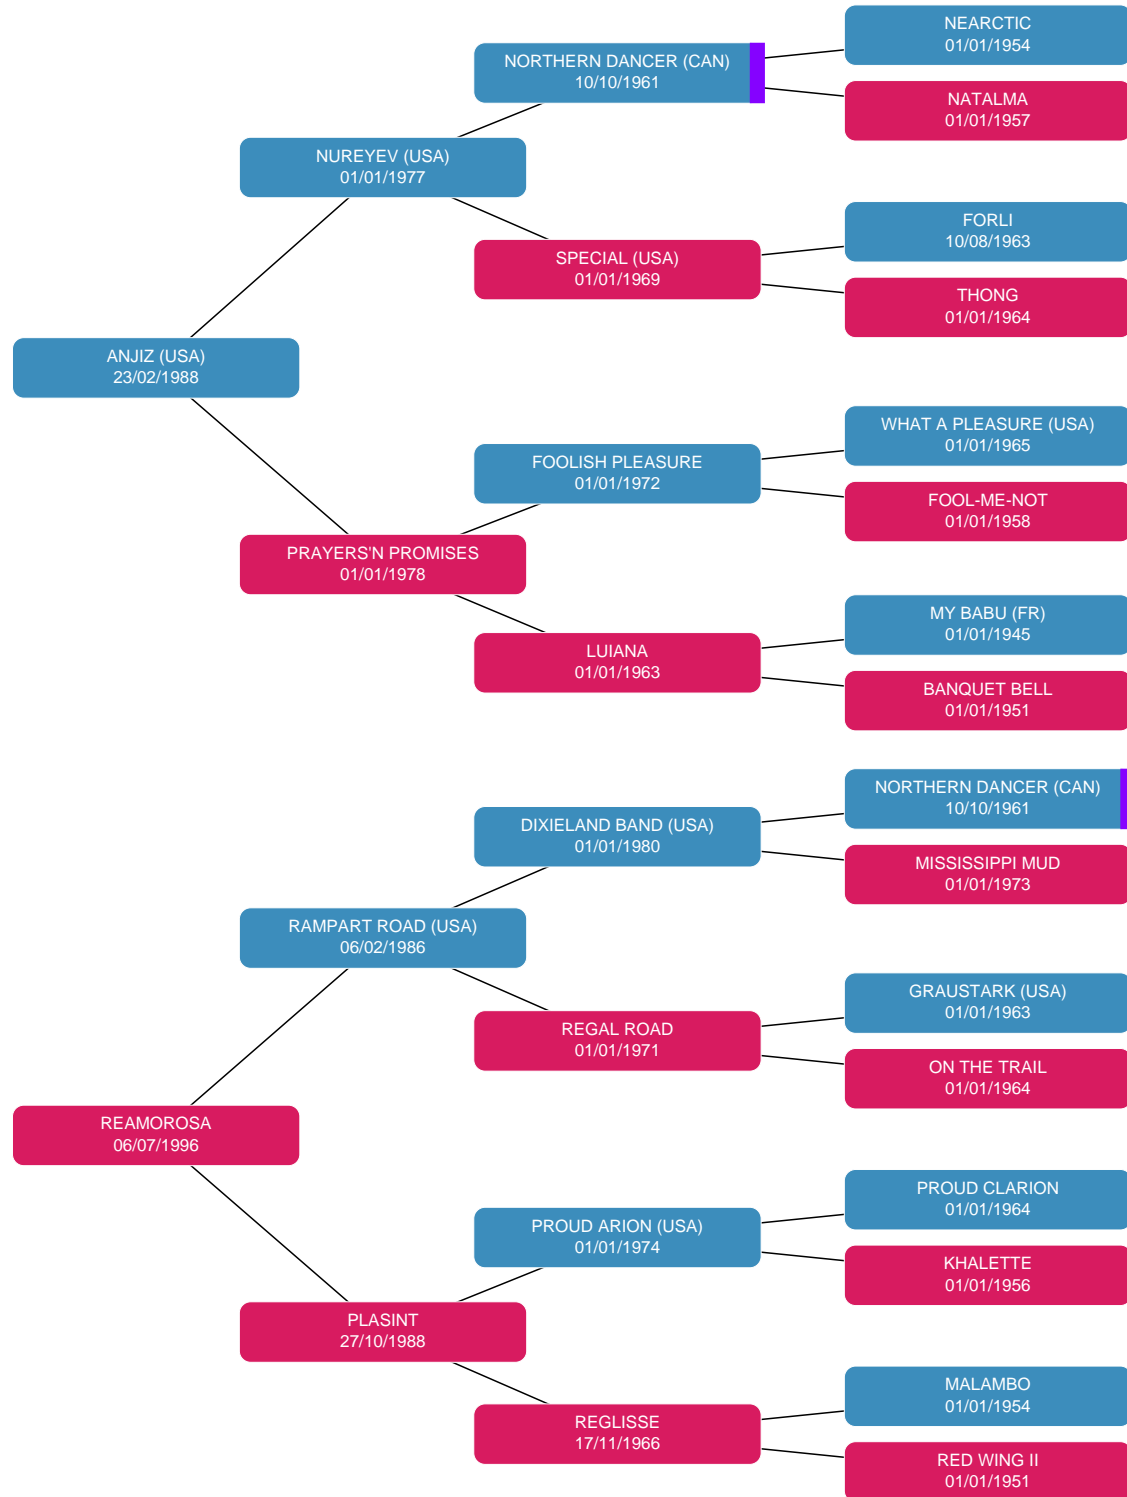 NEARCTIC
01/01/1954
NORTHERN DANCER (CAN)
10/10/1961
NATALMA
01/01/1957
NUREYEV (USA)
01/01/1977
FORLI
10/08/1963
SPECIAL (USA)
01/01/1969
THONG
01/01/1964
ANJIZ (USA)
23/02/1988
WHAT A PLEASURE (USA)
01/01/1965
FOOLISH PLEASURE
01/01/1972
FOOL-ME-NOT
01/01/1958
PRAYERS'N PROMISES
01/01/1978
MY BABU (FR)
01/01/1945
LUIANA
01/01/1963
BANQUET BELL
01/01/1951
NORTHERN DANCER (CAN)
10/10/1961
DIXIELAND BAND (USA)
01/01/1980
MISSISSIPPI MUD
01/01/1973
RAMPART ROAD (USA)
06/02/1986
GRAUSTARK (USA)
01/01/1963
REGAL ROAD
01/01/1971
ON THE TRAIL
01/01/1964
REAMOROSA
06/07/1996
PROUD CLARION
01/01/1964
PROUD ARION (USA)
01/01/1974
KHALETTE
01/01/1956
PLASINT
27/10/1988
MALAMBO
01/01/1954
REGLISSE
17/11/1966
RED WING II
01/01/1951